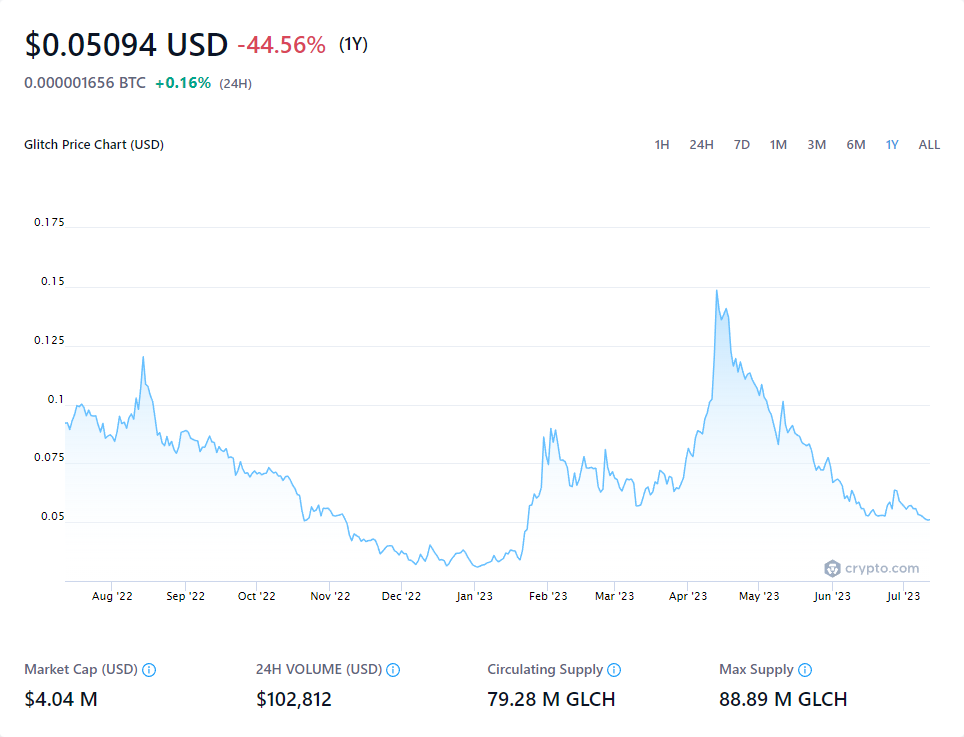 $0.05094 USD -44.56% (1Y)
0.000001656 BTC +0.16% (24H)
Glitch Price Chart (USD) 1H 24H 7D 1M 3M 6M 1Y ALL
0.175
0.15
0.125
0.1
0.075
0.05
crypto.com
Aug '22 Sep '22 Oct '22 Nov '22 Dec '22 Jan '23 Feb '23 Mar '23 Apr '23 May '23 Jun '23 Jul '23
Market Cap (USD) 24H VOLUME (USD) Circulating Supply Max Supply
$4.04 M $102,812 79.28 M GLCH 88.89 M GLCH